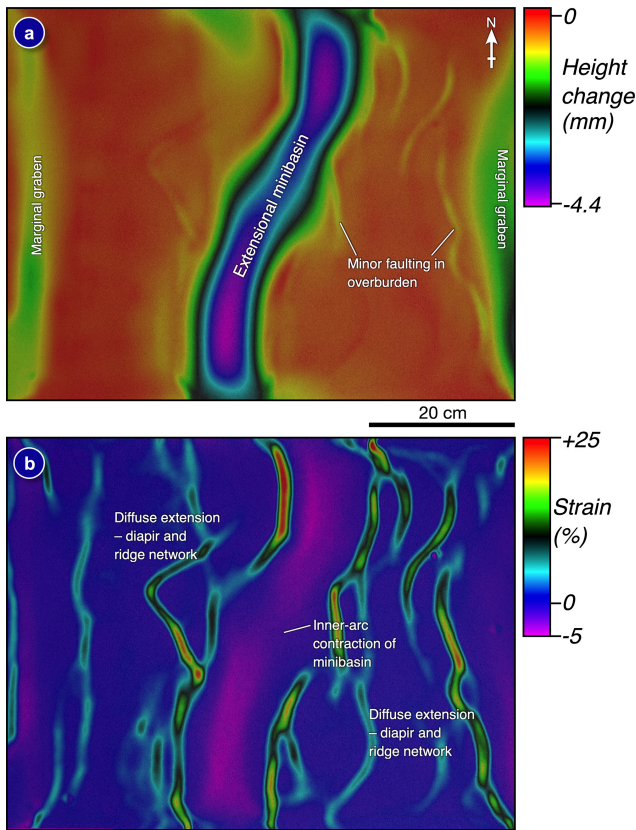 a
N
0
Height
change
(mm)
-4.4
Marginal graben
Extensional minibasin
Marginal graben
Minor faulting in
overburden
20 cm
b
+25
Strain
(%)
0
-5
Diffuse extension
– diapir and
ridge network
Inner-arc
contraction of
minibasin
Diffuse extension
– diapir and
ridge network